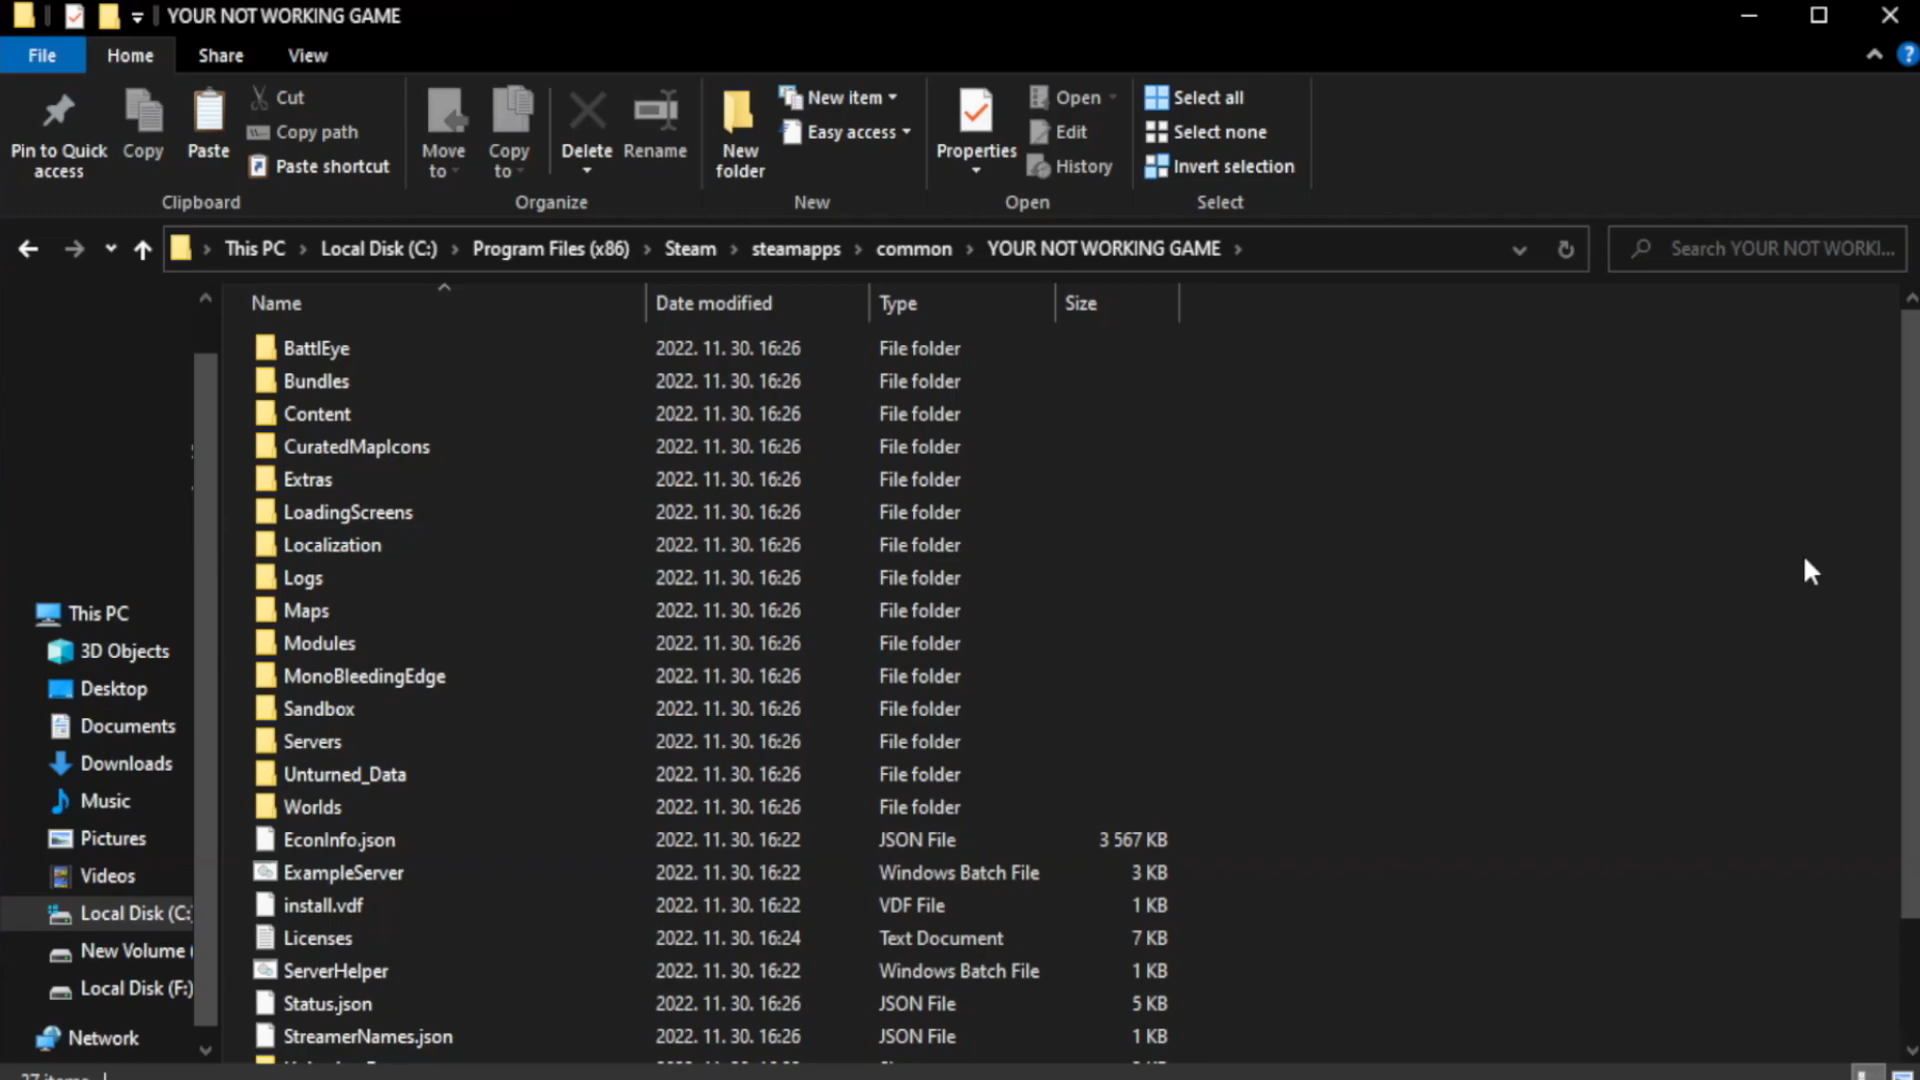 YOUR NOT WORKING GAME
File Home Share View
Pin to Quick access
Copy
Paste
Cut
Copy path
Paste shortcut
Clipboard
Move to
Copy to
Delete
Rename
Organize
New folder
New item
Easy access
New
Properties
Open
Edit
History
Open
Select all
Select none
Invert selection
Select
This PC Local Disk (C:) Program Files (x86) Steam steamapps common YOUR NOT WORKING GAME
Search YOUR NOT WORKI...
This PC
3D Objects
Desktop
Documents
Downloads
Music
Pictures
Videos
Local Disk (C:
New Volume (
Local Disk (F:)
Network
Name Date modified Type Size
BattlEye 2022. 11. 30. 16:26 File folder
Bundles 2022. 11. 30. 16:26 File folder
Content 2022. 11. 30. 16:26 File folder
CuratedMapIcons 2022. 11. 30. 16:26 File folder
Extras 2022. 11. 30. 16:26 File folder
LoadingScreens 2022. 11. 30. 16:26 File folder
Localization 2022. 11. 30. 16:26 File folder
Logs 2022. 11. 30. 16:26 File folder
Maps 2022. 11. 30. 16:26 File folder
Modules 2022. 11. 30. 16:26 File folder
MonoBleedingEdge 2022. 11. 30. 16:26 File folder
Sandbox 2022. 11. 30. 16:26 File folder
Servers 2022. 11. 30. 16:26 File folder
Unturned_Data 2022. 11. 30. 16:26 File folder
Worlds 2022. 11. 30. 16:26 File folder
EconInfo.json 2022. 11. 30. 16:22 JSON File 3 567 KB
ExampleServer 2022. 11. 30. 16:22 Windows Batch File 3 KB
install.vdf 2022. 11. 30. 16:22 VDF File 1 KB
Licenses 2022. 11. 30. 16:24 Text Document 7 KB
ServerHelper 2022. 11. 30. 16:22 Windows Batch File 1 KB
Status.json 2022. 11. 30. 16:26 JSON File 5 KB
StreamerNames.json 2022. 11. 30. 16:26 JSON File 1 KB